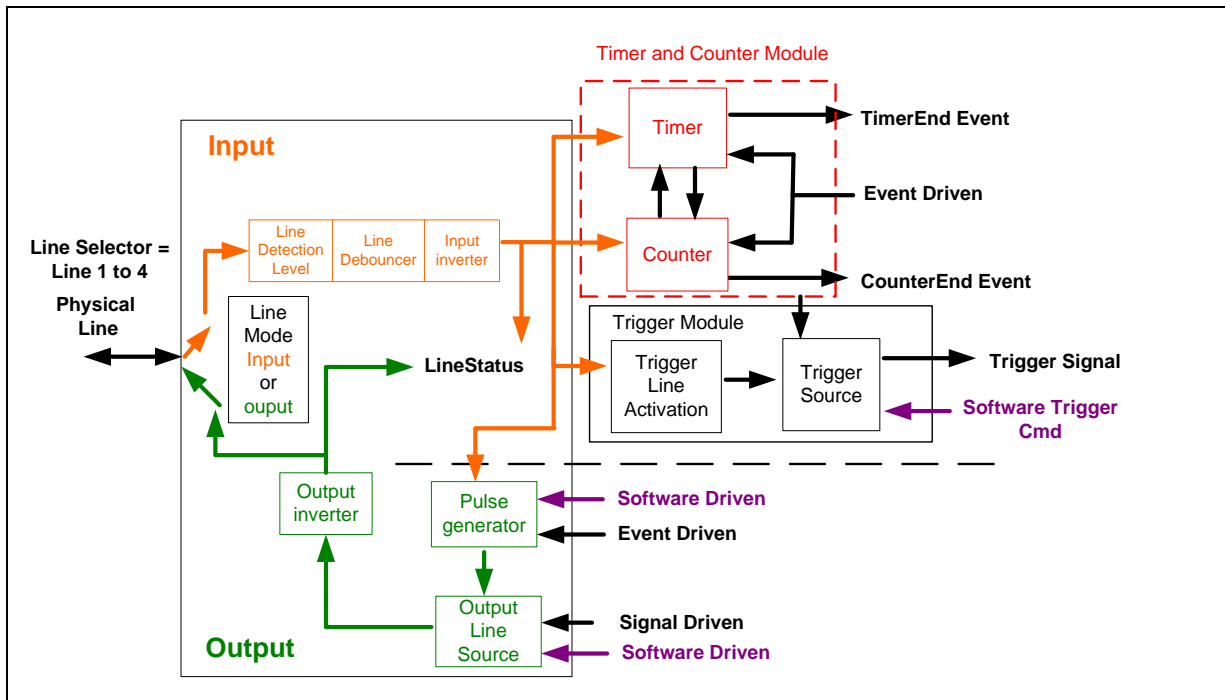 Timer and Counter Module
Input
Timer
TimerEnd Event
Event Driven
Line Selector =
Line 1 to 4
Physical
Line
Line
Detection
Level
Line
Debouncer
Input
inverter
Counter
CounterEnd Event
Line
Mode
Input
or
ouput
LineStatus
Trigger Module
Trigger
Line
Activation
Trigger
Source
Trigger Signal
Software Trigger
Cmd
Output
inverter
Pulse
generator
Software Driven
Event Driven
Output
Line
Source
Signal Driven
Software Driven
Output